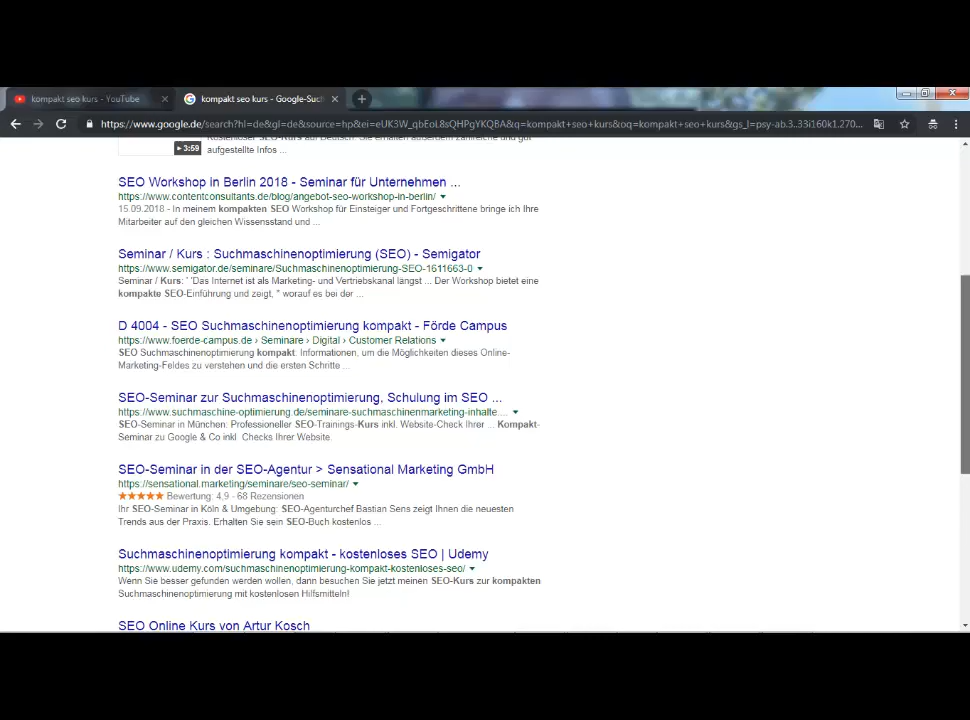 kompakt seo kurs - YouTube
kompakt seo kurs - Google-Such
https://www.google.de/search?hl=de&gl=de&source=hp&ei=eUK3W_qbEoL8sQHPgYKQBA&q=kompakt+seo+kurs&oq=kompakt+seo+kurs&gs_l=psy-ab.3..33i160k1.270...
3:59
aufgestellte Infos ...
SEO Workshop in Berlin 2018 - Seminar für Unternehmen ...
https://www.contentconsultants.de/blog/angebot-seo-workshop-in-berlin/
15.09.2018 - In meinem kompakten SEO Workshop für Einsteiger und Fortgeschrittene bringe ich Ihre
Mitarbeiter auf den gleichen Wissensstand und ...
Seminar / Kurs : Suchmaschinenoptimierung (SEO) - Semigator
https://www.semigator.de/seminare/Suchmaschinenoptimierung-SEO-1611663-0
Seminar / Kurs: ' 'Das Internet ist als Marketing- und Vertriebskanal längst ... Der Workshop bietet eine
kompakte SEO-Einführung und zeigt, " worauf es bei der ...
D 4004 - SEO Suchmaschinenoptimierung kompakt - Förde Campus
https://www.foerde-campus.de › Seminare › Digital › Customer Relations
SEO Suchmaschinenoptimierung kompakt. Informationen, um die Möglichkeiten dieses Online-
Marketing-Feldes zu verstehen und die ersten Schritte ...
SEO-Seminar zur Suchmaschinenoptimierung, Schulung im SEO ...
https://www.suchmaschine-optimierung.de/seminare-suchmaschinenmarketing-inhalte....
SEO-Seminar in München: Professioneller SEO-Trainings-Kurs inkl. Website-Check Ihrer ... Kompakt-
Seminar zu Google & Co inkl. Checks Ihrer Website.
SEO-Seminar in der SEO-Agentur > Sensational Marketing GmbH
https://sensational.marketing/seminare/seo-seminar/
Bewertung: 4,9 - 68 Rezensionen
Ihr SEO-Seminar in Köln & Umgebung: SEO-Agenturchef Bastian Sens zeigt Ihnen die neuesten
Trends aus der Praxis. Erhalten Sie sein SEO-Buch kostenlos ...
Suchmaschinenoptimierung kompakt - kostenloses SEO | Udemy
https://www.udemy.com/suchmaschinenoptimierung-kompakt-kostenloses-seo/
Wenn Sie besser gefunden werden wollen, dann besuchen Sie jetzt meinen SEO-Kurs zur kompakten
Suchmaschinenoptimierung mit kostenlosen Hilfsmitteln!
SEO Online Kurs von Artur Kosch